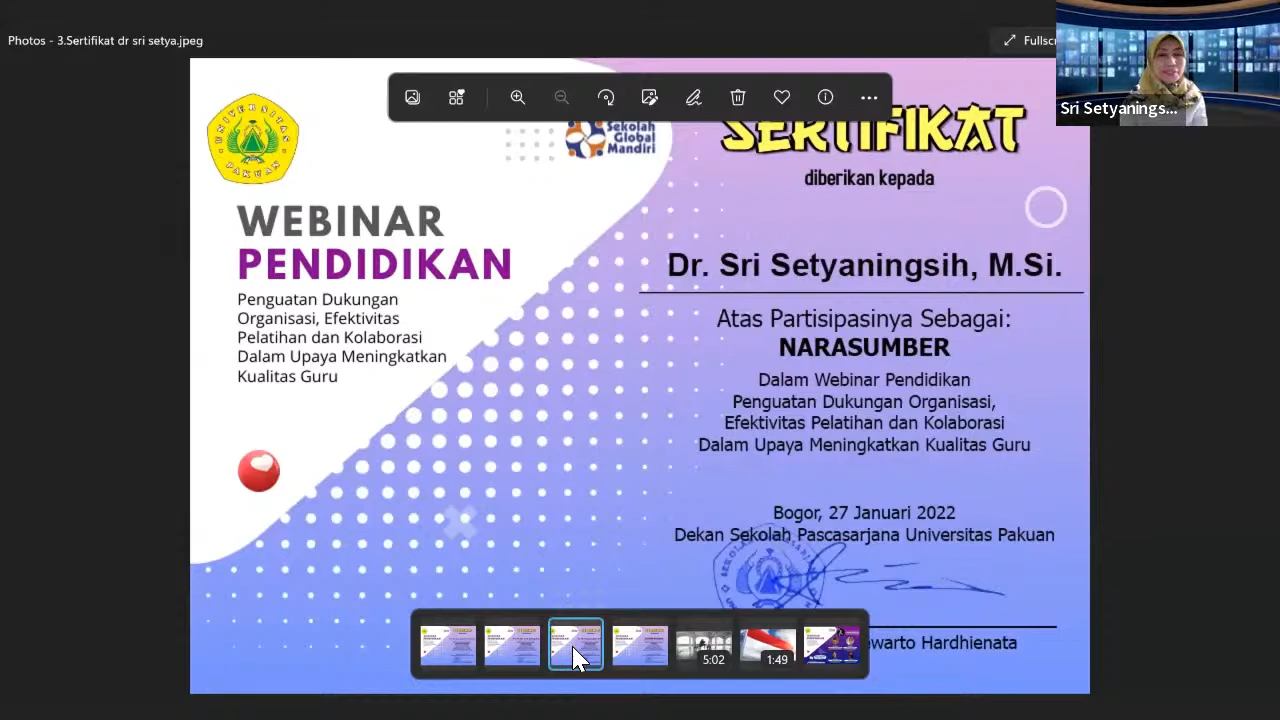 Photos - 3.Sertifikat dr sri setya.jpeg
Sri Setyanings...
UNIVERSITAS
PAKUAN
Sekolah
Global
Mandiri
WEBINAR
PENDIDIKAN
Penguatan Dukungan
Organisasi, Efektivitas
Pelatihan dan Kolaborasi
Dalam Upaya Meningkatkan
Kualitas Guru
SERTIFIKAT
diberikan kepada
Dr. Sri Setyaningsih, M.Si.
Atas Partisipasinya Sebagai:
NARASUMBER
Dalam Webinar Pendidikan
Penguatan Dukungan Organisasi,
Efektivitas Pelatihan dan Kolaborasi
Dalam Upaya Meningkatkan Kualitas Guru
Bogor, 27 Januari 2022
Dekan Sekolah Pascasarjana Universitas Pakuan
Hardhienata
5:02
1:49